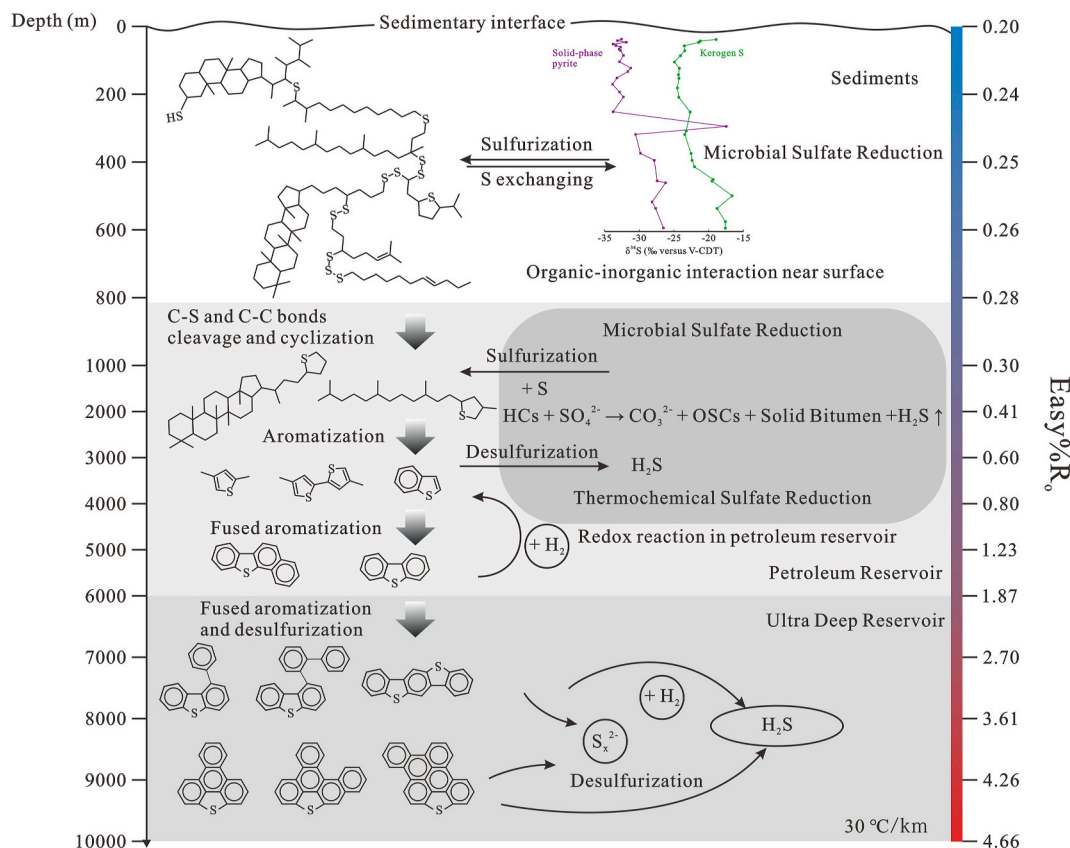 Depth (m)
Sedimentary interface
0
0.20
Solid-phase
pyrite
Kerogen S
Sediments
HS
S
S
200
0.24
Sulfurization
S exchanging
Microbial Sulfate Reduction
400
0.25
S
S
S
S
S
S
S
600
0.26
-35
-30
-25
-20
-15
δ³⁴S (‰ versus V-CDT)
S
S
S
Organic-inorganic interaction near surface
800
0.28
C-S and C-C bonds
cleavage and cyclization
Microbial Sulfate Reduction
Sulfurization
1000
0.30
S
+ S
2000
0.41
S
HCs + SO₄²⁻ → CO₃²⁻ + OSCs + Solid Bitumen +H₂S ↑
Aromatization
Desulfurization
H₂S
3000
0.60
S
S
S
S
Thermochemical Sulfate Reduction
4000
0.80
Fused aromatization
+ H₂
Redox reaction in petroleum reservoir
5000
1.23
S
S
Petroleum Reservoir
6000
1.87
Fused aromatization
and desulfurization
Ultra Deep Reservoir
7000
2.70
S
S
S
S
+ H₂
8000
3.61
Sₓ²⁻
H₂S
Desulfurization
9000
4.26
S
S
S
30 ℃/km
10000
4.66
Easy%Rₒ